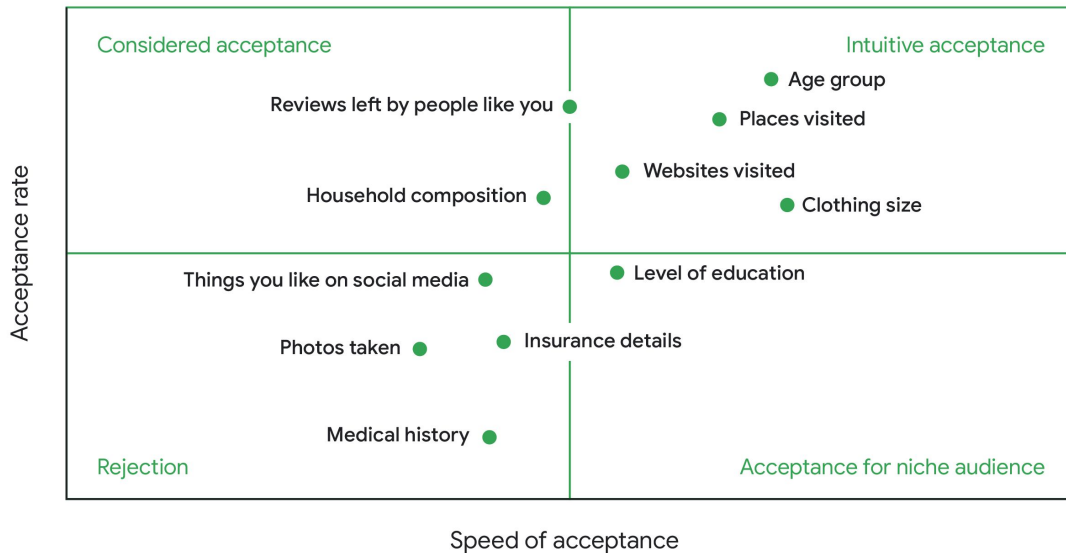 Considered acceptance
Intuitive acceptance
Age group
Reviews left by people like you
Places visited
Websites visited
Household composition
Clothing size
Acceptance rate
Level of education
Things you like on social media
Insurance details
Photos taken
Medical history
Rejection
Acceptance for niche audience
Speed of acceptance